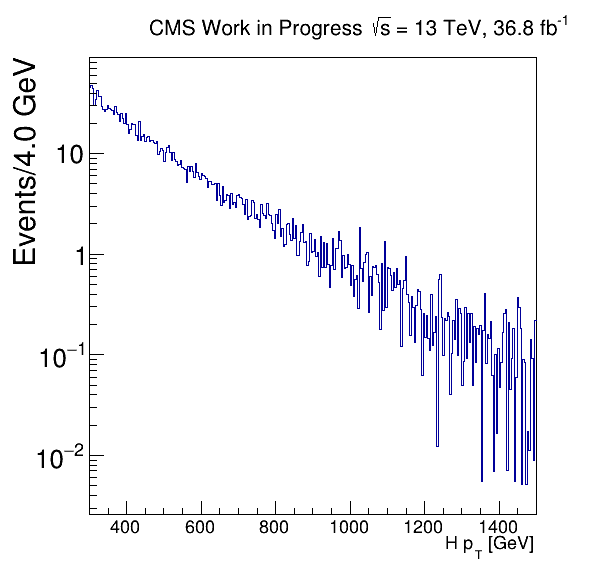 CMS Work in Progress √s = 13 TeV, 36.8 fb⁻¹
Events/4.0 GeV
10
1
10⁻¹
10⁻²
400 600 800 1000 1200 1400
H p_T [GeV]